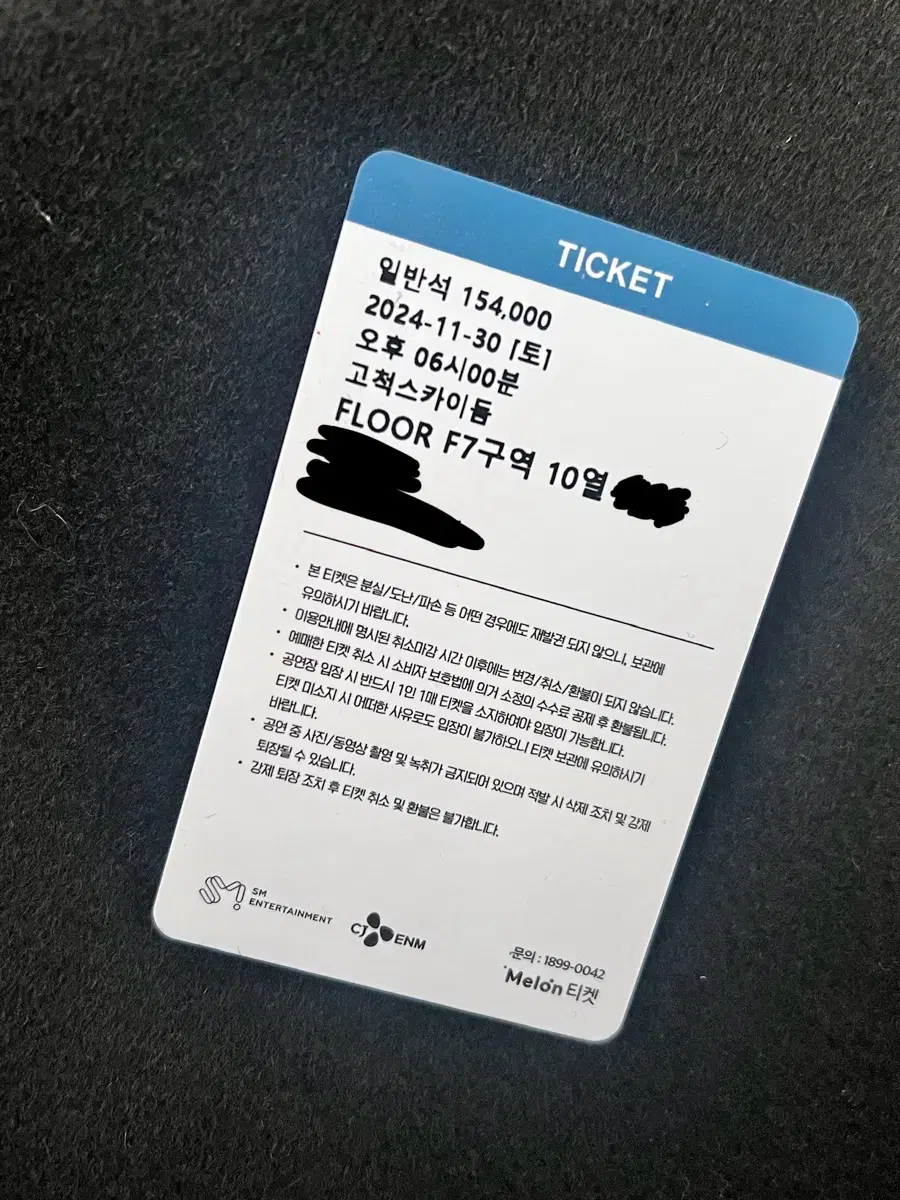 TICKET
일반석 154,000
2024-11-30 [토]
오후 06시00분
고척스카이돔
FLOOR F7구역 10열
• 본 티켓은 분실/도난/파손 등 어떤 경우에도 재발권 되지 않으니, 보관에
유의하시기 바랍니다.
• 이용안내에 명시된 취소마감 시간 이후에는 변경/취소/환불이 되지 않습니다.
• 예매한 티켓 취소 시 소비자 보호법에 의거 소정의 수수료 공제 후 환불됩니다.
• 공연장 입장 시 반드시 1인 1매 티켓을 소지하여야 입장이 가능합니다.
티켓 미소지 시 어떠한 사유로도 입장이 불가하오니 티켓 보관에 유의하시기
바랍니다.
• 공연 중 사진/동영상 촬영 및 녹취가 금지되어 있으며 적발 시 삭제 조치 및 강제
퇴장될 수 있습니다.
• 강제 퇴장 조치 후 티켓 취소 및 환불은 불가합니다.
SM
ENTERTAINMENT
CJ ENM
문의 : 1899-0042
Melon 티켓